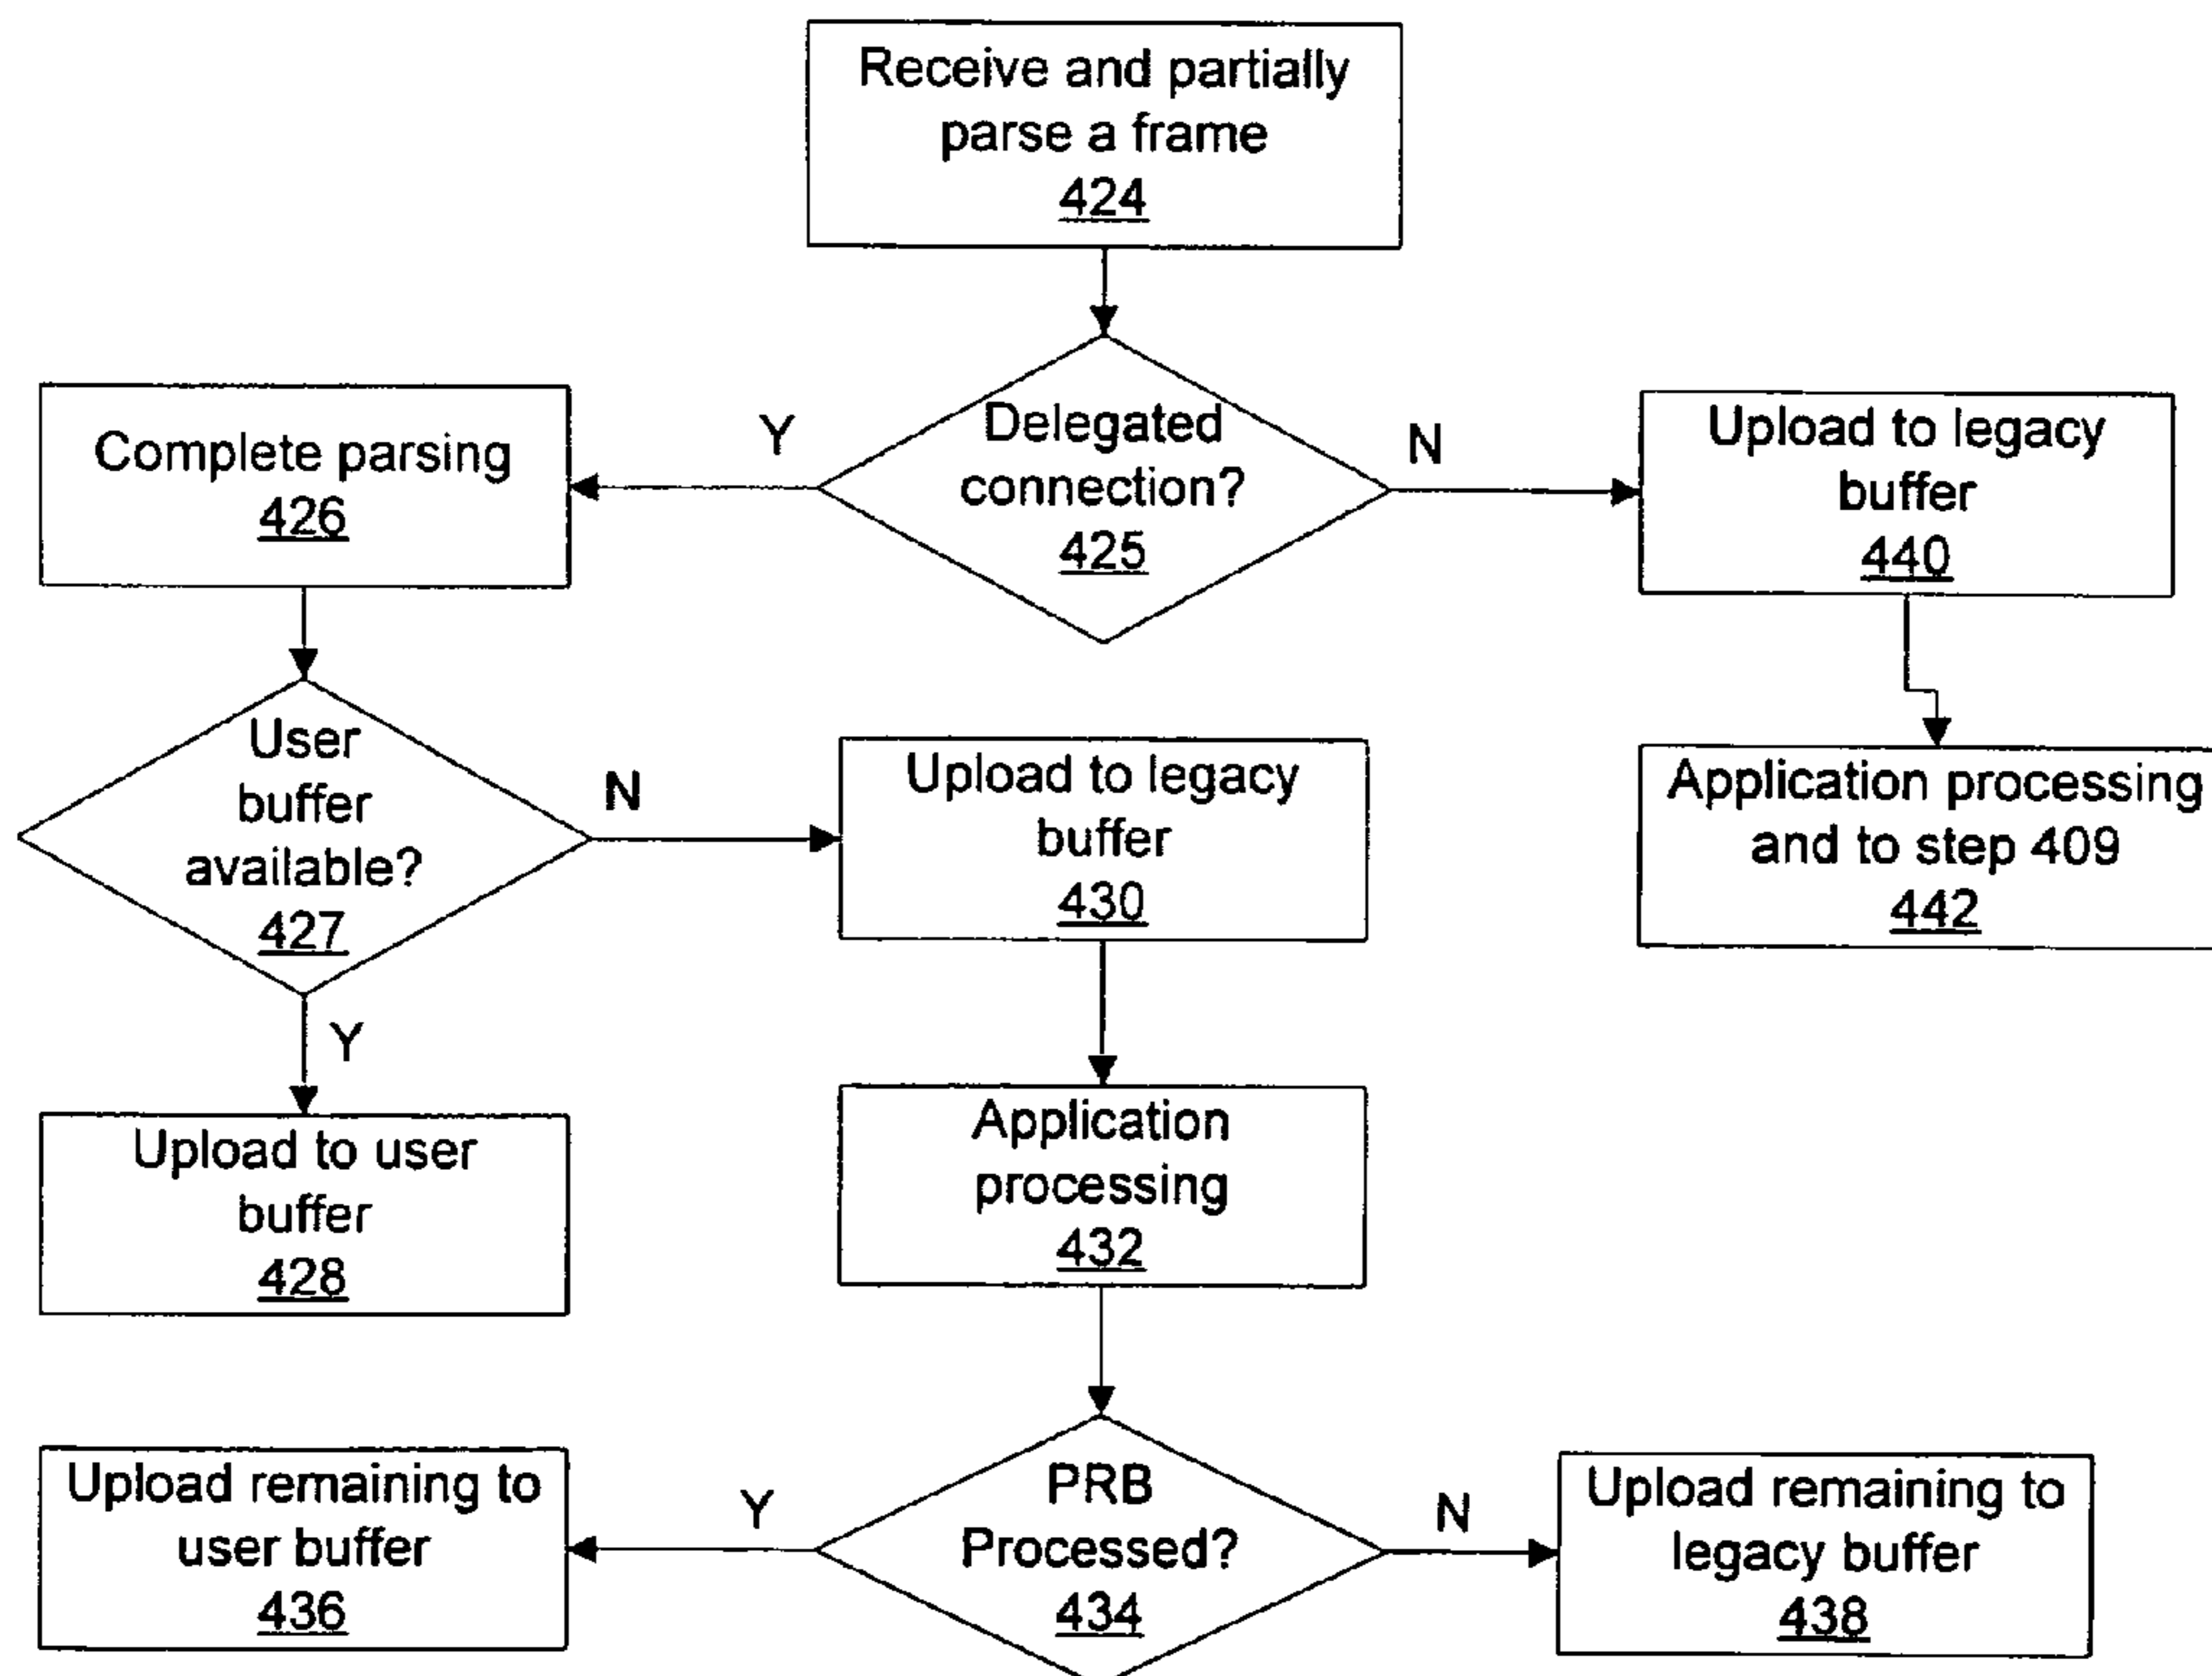 Receive and partially
parse a frame
424
Delegated
connection?
425
Y
N
Complete parsing
426
Upload to legacy
buffer
440
User
buffer
available?
427
N
Y
Upload to legacy
buffer
430
Application processing
and to step 409
442
Upload to user
buffer
428
Application
processing
432
PRB
Processed?
434
Y
N
Upload remaining to
user buffer
436
Upload remaining to
legacy buffer
438